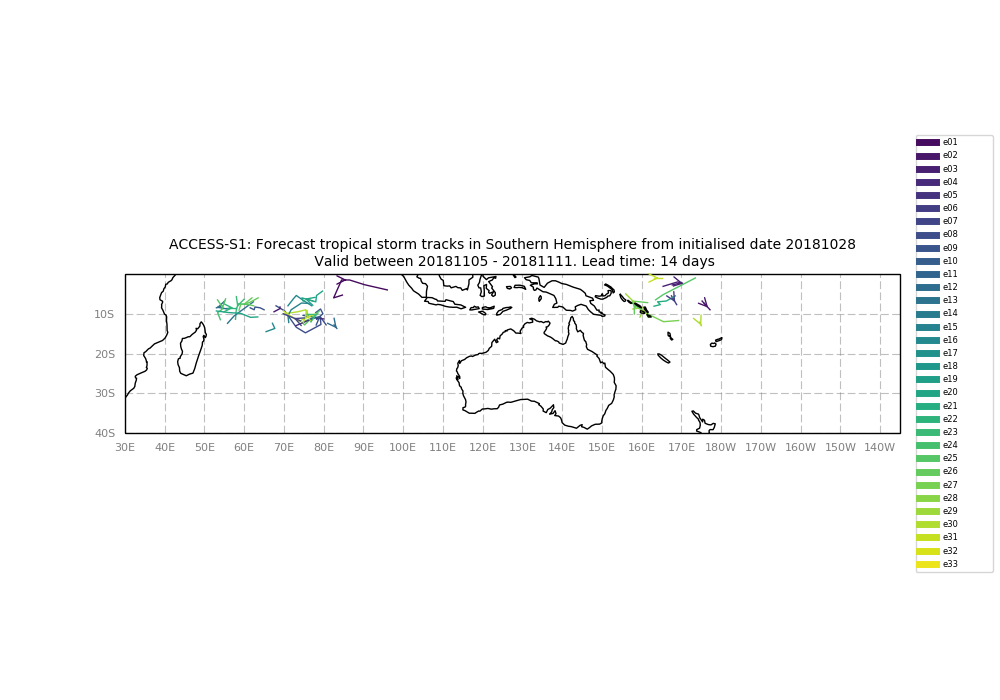 ACCESS-S1: Forecast tropical storm tracks in Southern Hemisphere from initialised date 20181028
Valid between 20181105 - 20181111. Lead time: 14 days
10S
20S
30S
40S
30E 40E 50E 60E 70E 80E 90E 100E 110E 120E 130E 140E 150E 160E 170E 180W 170W 160W 150W 140W
e01
e02
e03
e04
e05
e06
e07
e08
e09
e10
e11
e12
e13
e14
e15
e16
e17
e18
e19
e20
e21
e22
e23
e24
e25
e26
e27
e28
e29
e30
e31
e32
e33